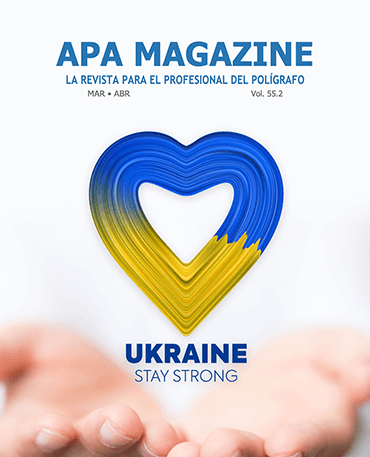 APA MAGAZINE
LA REVISTA PARA EL PROFESIONAL DEL POLÍGRAFO
MAR • ABR Vol. 55.2
UKRAINE
STAY STRONG